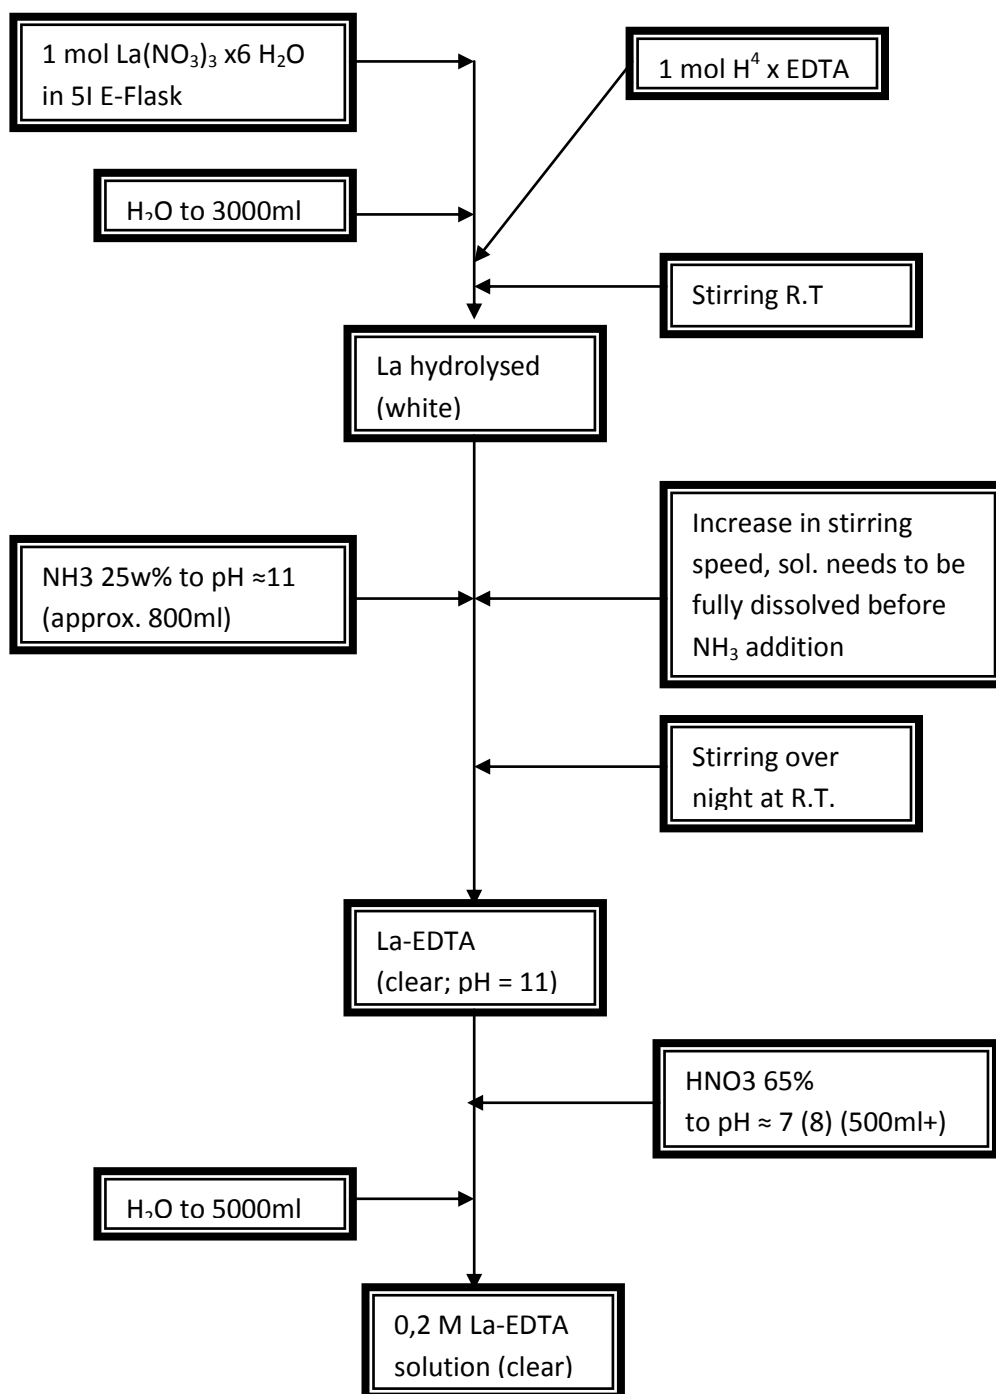 1 mol La(NO₃)₃ x6 H₂O
in 5l E-Flask
1 mol H⁴ x EDTA
H₂O to 3000ml
Stirring R.T
La hydrolysed
(white)
NH3 25w% to pH ≈11
(approx. 800ml)
Increase in stirring
speed, sol. needs to be
fully dissolved before
NH₃ addition
Stirring over
night at R.T.
La-EDTA
(clear; pH = 11)
HNO3 65%
to pH ≈ 7 (8) (500ml+)
H₂O to 5000ml
0,2 M La-EDTA
solution (clear)